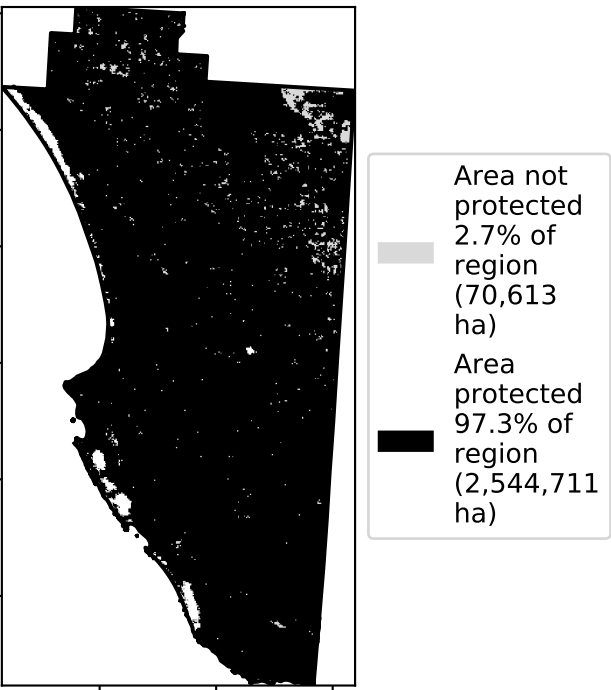 Area not
protected
2.7% of
region
(70,613
ha)
Area
protected
97.3% of
region
(2,544,711
ha)